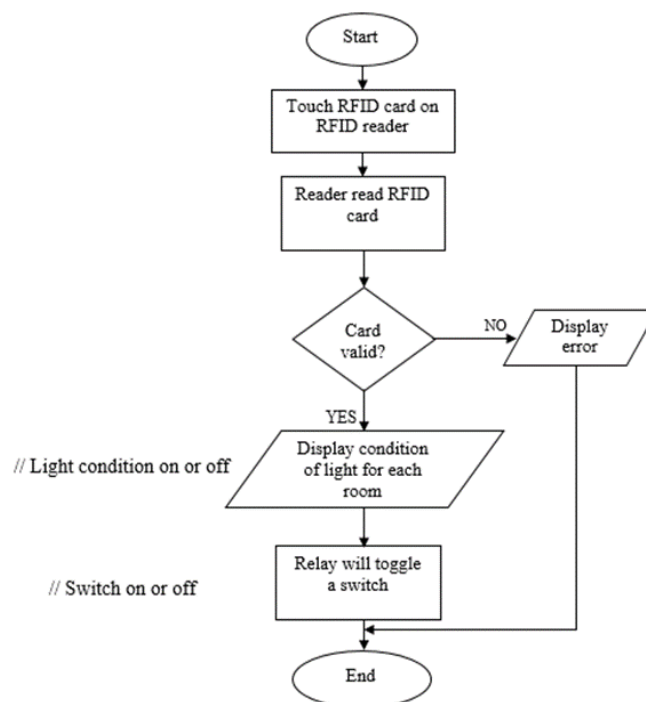 Start
Touch RFID card on
RFID reader
Reader read RFID
card
Card
valid?
NO
Display
error
YES
// Light condition on or off
Display condition
of light for each
room
// Switch on or off
Relay will toggle
a switch
End